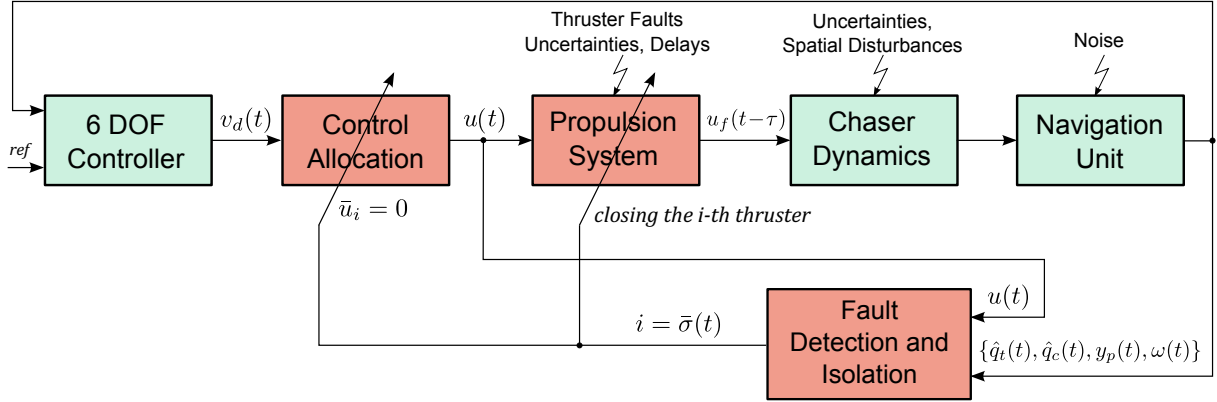 Thruster Faults
Uncertainties, Delays
Uncertainties,
Spatial Disturbances
Noise
ref
6 DOF
Controller
v_d(t)
Control
Allocation
u(t)
Propulsion
System
u_f(t−τ)
Chaser
Dynamics
Navigation
Unit
ū_i = 0
closing the i-th thruster
i = σ̄(t)
Fault
Detection and
Isolation
u(t)
{q̂_t(t), q̂_c(t), y_p(t), ω(t)}